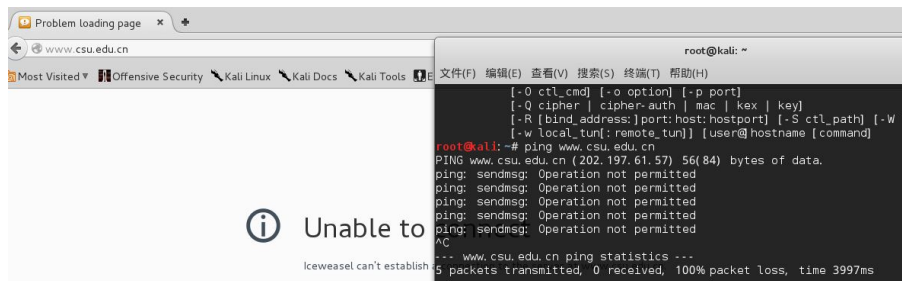 Problem loading page
www.csu.edu.cn
Most Visited Offensive Security Kali Linux Kali Docs Kali Tools E
Unable to
Iceweasel can't establish
root@kali: ~
文件(F) 编辑(E) 查看(V) 搜索(S) 终端(T) 帮助(H)
[-O ctl_cmd] [-o option] [-p port]
[-Q cipher | cipher-auth | mac | kex | key]
[-R [bind_address:]port:host:hostport] [-S ctl_path] [-W
[-w local_tun[:remote_tun]] [user@]hostname [command]
root@kali:~# ping www.csu.edu.cn
PING www.csu.edu.cn (202.197.61.57) 56(84) bytes of data.
ping: sendmsg: Operation not permitted
ping: sendmsg: Operation not permitted
ping: sendmsg: Operation not permitted
ping: sendmsg: Operation not permitted
ping: sendmsg: Operation not permitted
^C
--- www.csu.edu.cn ping statistics ---
5 packets transmitted, 0 received, 100% packet loss, time 3997ms